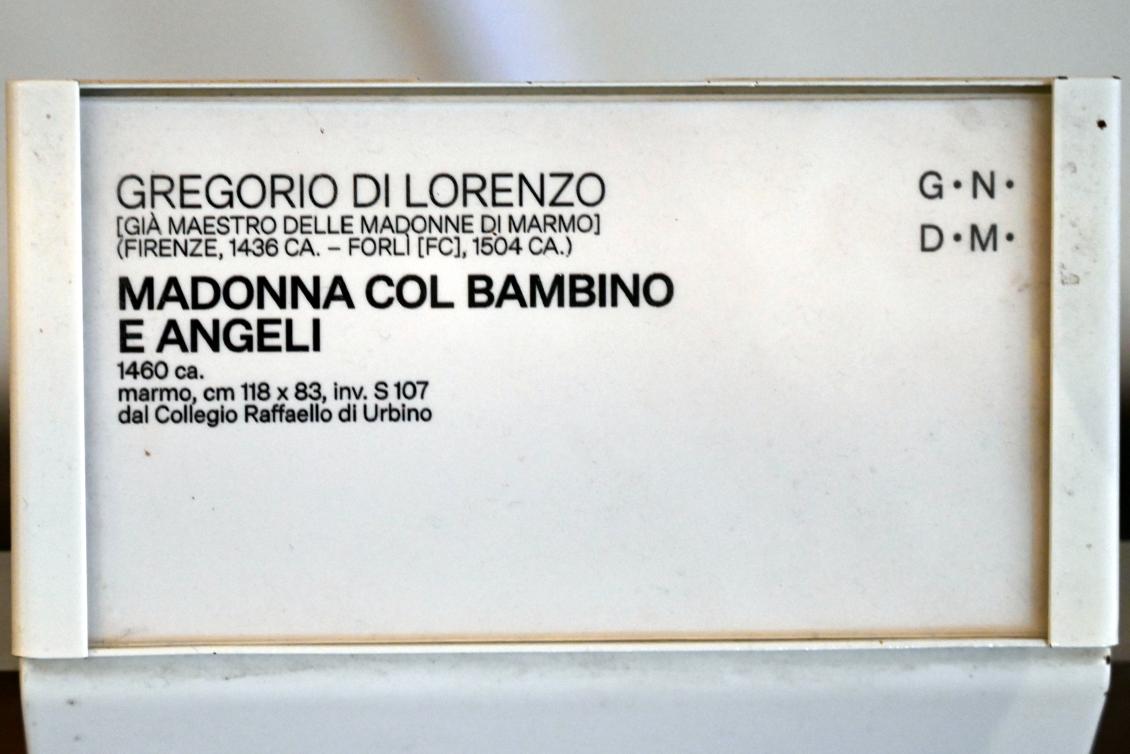 GREGORIO DI LORENZO
[GIÀ MAESTRO DELLE MADONNE DI MARMO]
(FIRENZE, 1436 CA. – FORLÌ [FC], 1504 CA.)
MADONNA COL BAMBINO
E ANGELI
1460 ca.
marmo, cm 118 x 83, inv. S 107
dal Collegio Raffaello di Urbino
G·N·
D·M·